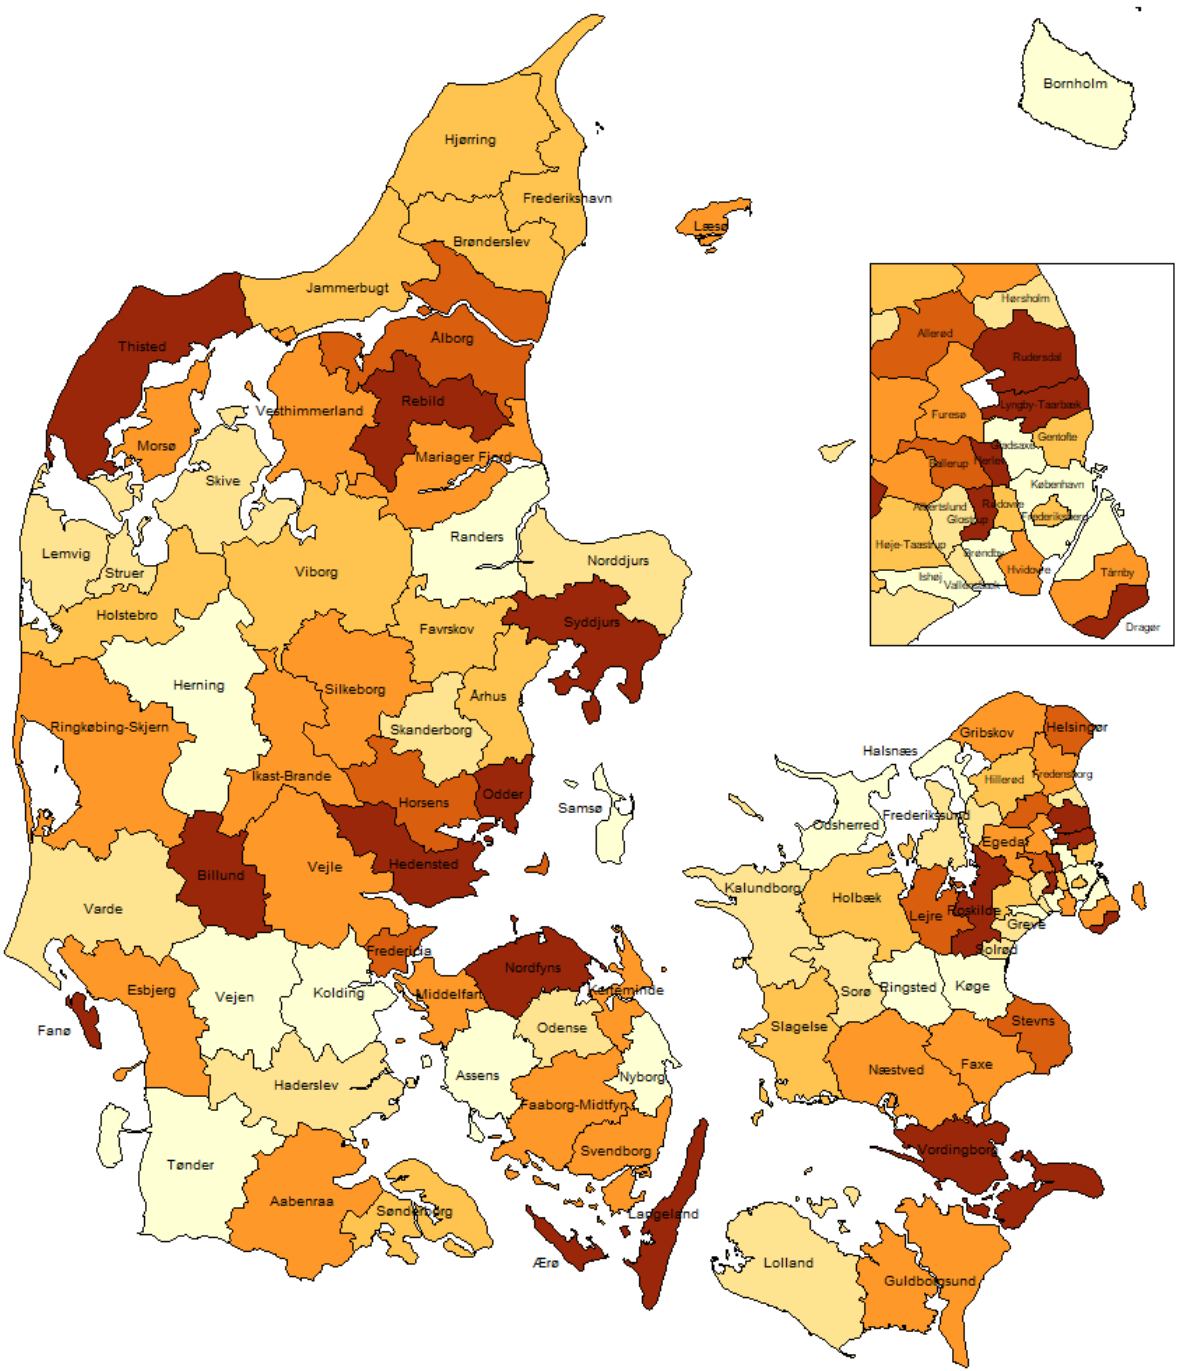 Bornholm
Hjørring
Frederikshavn
Læsø
Brønderslev
Jammerbugt
Hørsholm
Allerød
Ålborg
Thisted
Rudersdal
Rebild
Lyngby-Taarbæk
Vesthimmerland
Furesø
Gentofte
Morsø
Gladsaxe
Mariager Fjord
Ballerup
Herlev
Skive
København
Albertslund
Rødovre
Glostrup
Frederiksberg
Randers
Høje-Taastrup
Lemvig
Brøndby
Norddjurs
Hvidovre
Struer
Viborg
Tårnby
Ishøj
Vallensbæk
Holstebro
Syddjurs
Favrskov
Dragør
Herning
Silkeborg
Århus
Ringkøbing-Skjern
Skanderborg
Gribskov
Helsingør
Halsnæs
Ikast-Brande
Hillerød
Fredensborg
Odder
Horsens
Samsø
Frederikssund
Odsherred
Egedal
Hedensted
Vejle
Billund
Kalundborg
Holbæk
Varde
Lejre
Roskilde
Greve
Fredericia
Solrød
Nordfyns
Esbjerg
Vejen
Kolding
Middelfart
Kerteminde
Sorø
Ringsted
Køge
Fanø
Odense
Slagelse
Stevns
Næstved
Faxe
Haderslev
Assens
Nyborg
Faaborg-Midtfyn
Svendborg
Vordingborg
Tønder
Aabenraa
Sønderborg
Langeland
Ærø
Lolland
Guldborgsund